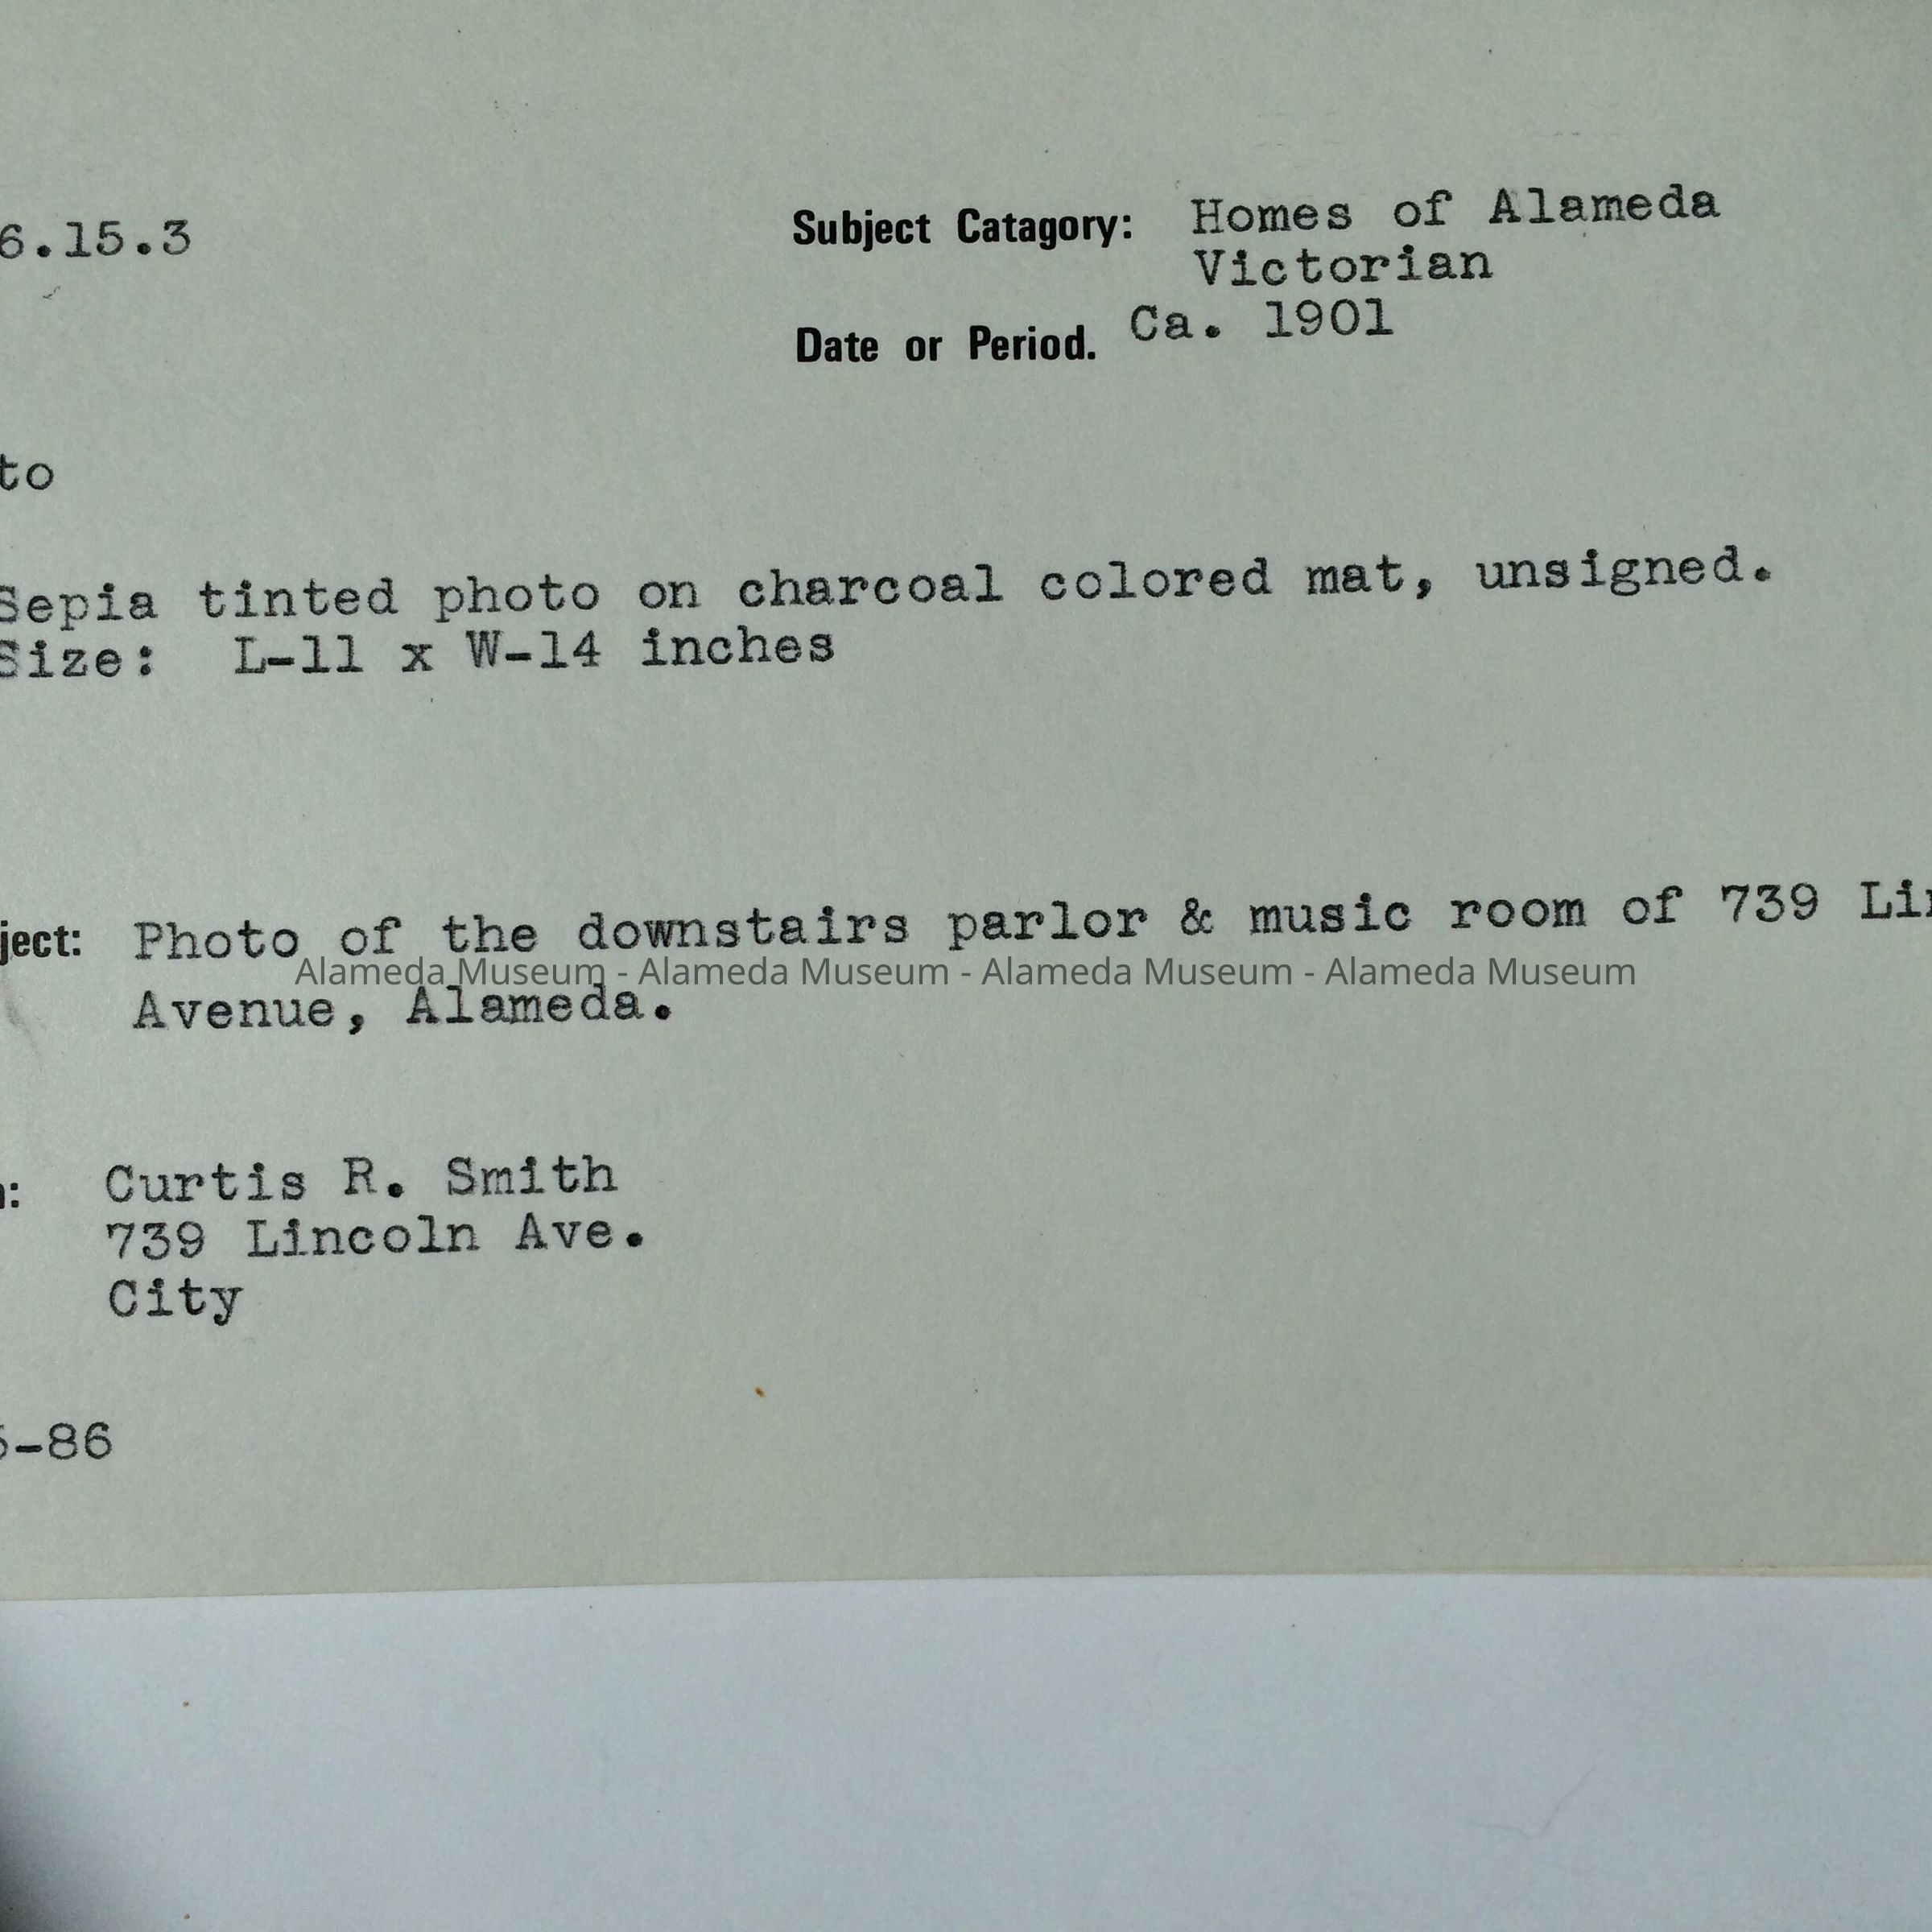 6.15.3
Subject Catagory: Homes of Alameda
Victorian
Date or Period. Ca. 1901
to
Sepia tinted photo on charcoal colored mat, unsigned.
Size: L-11 x W-14 inches
ject: Photo of the downstairs parlor & music room of 739 Lin
Alameda Museum - Alameda Museum - Alameda Museum - Alameda Museum
Avenue, Alameda.
Curtis R. Smith
739 Lincoln Ave.
City
-86